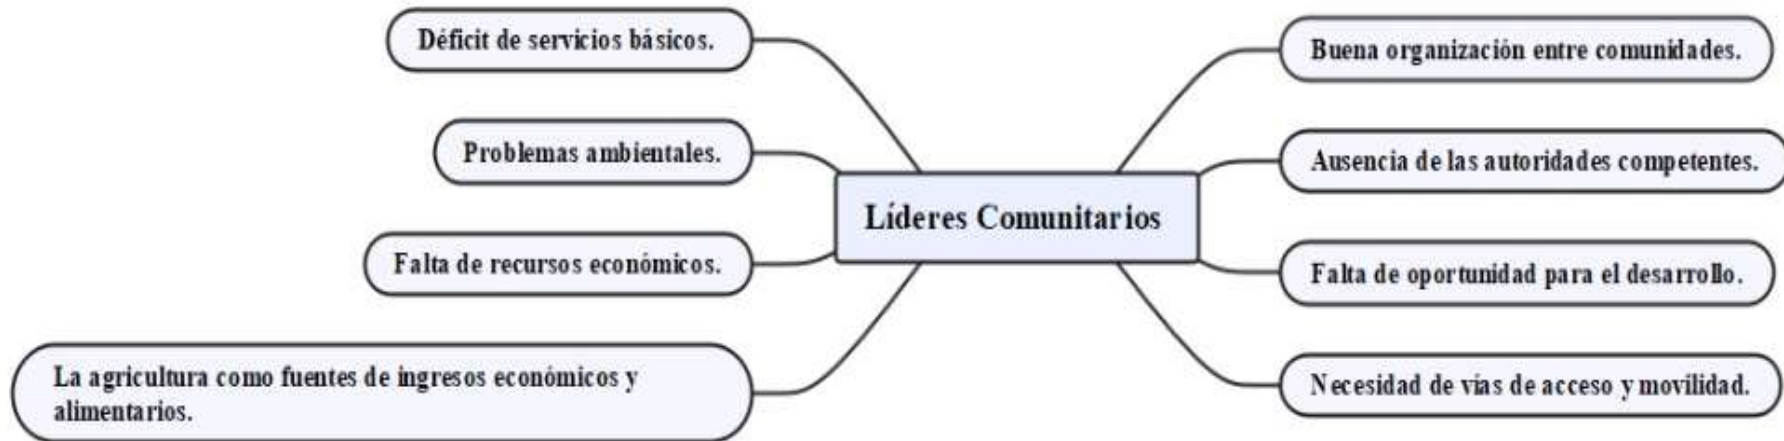 Déficit de servicios básicos.
Problemas ambientales.
Falta de recursos económicos.
La agricultura como fuentes de ingresos económicos y
alimentarios.
Líderes Comunitarios
Buena organización entre comunidades.
Ausencia de las autoridades competentes.
Falta de oportunidad para el desarrollo.
Necesidad de vías de acceso y movilidad.